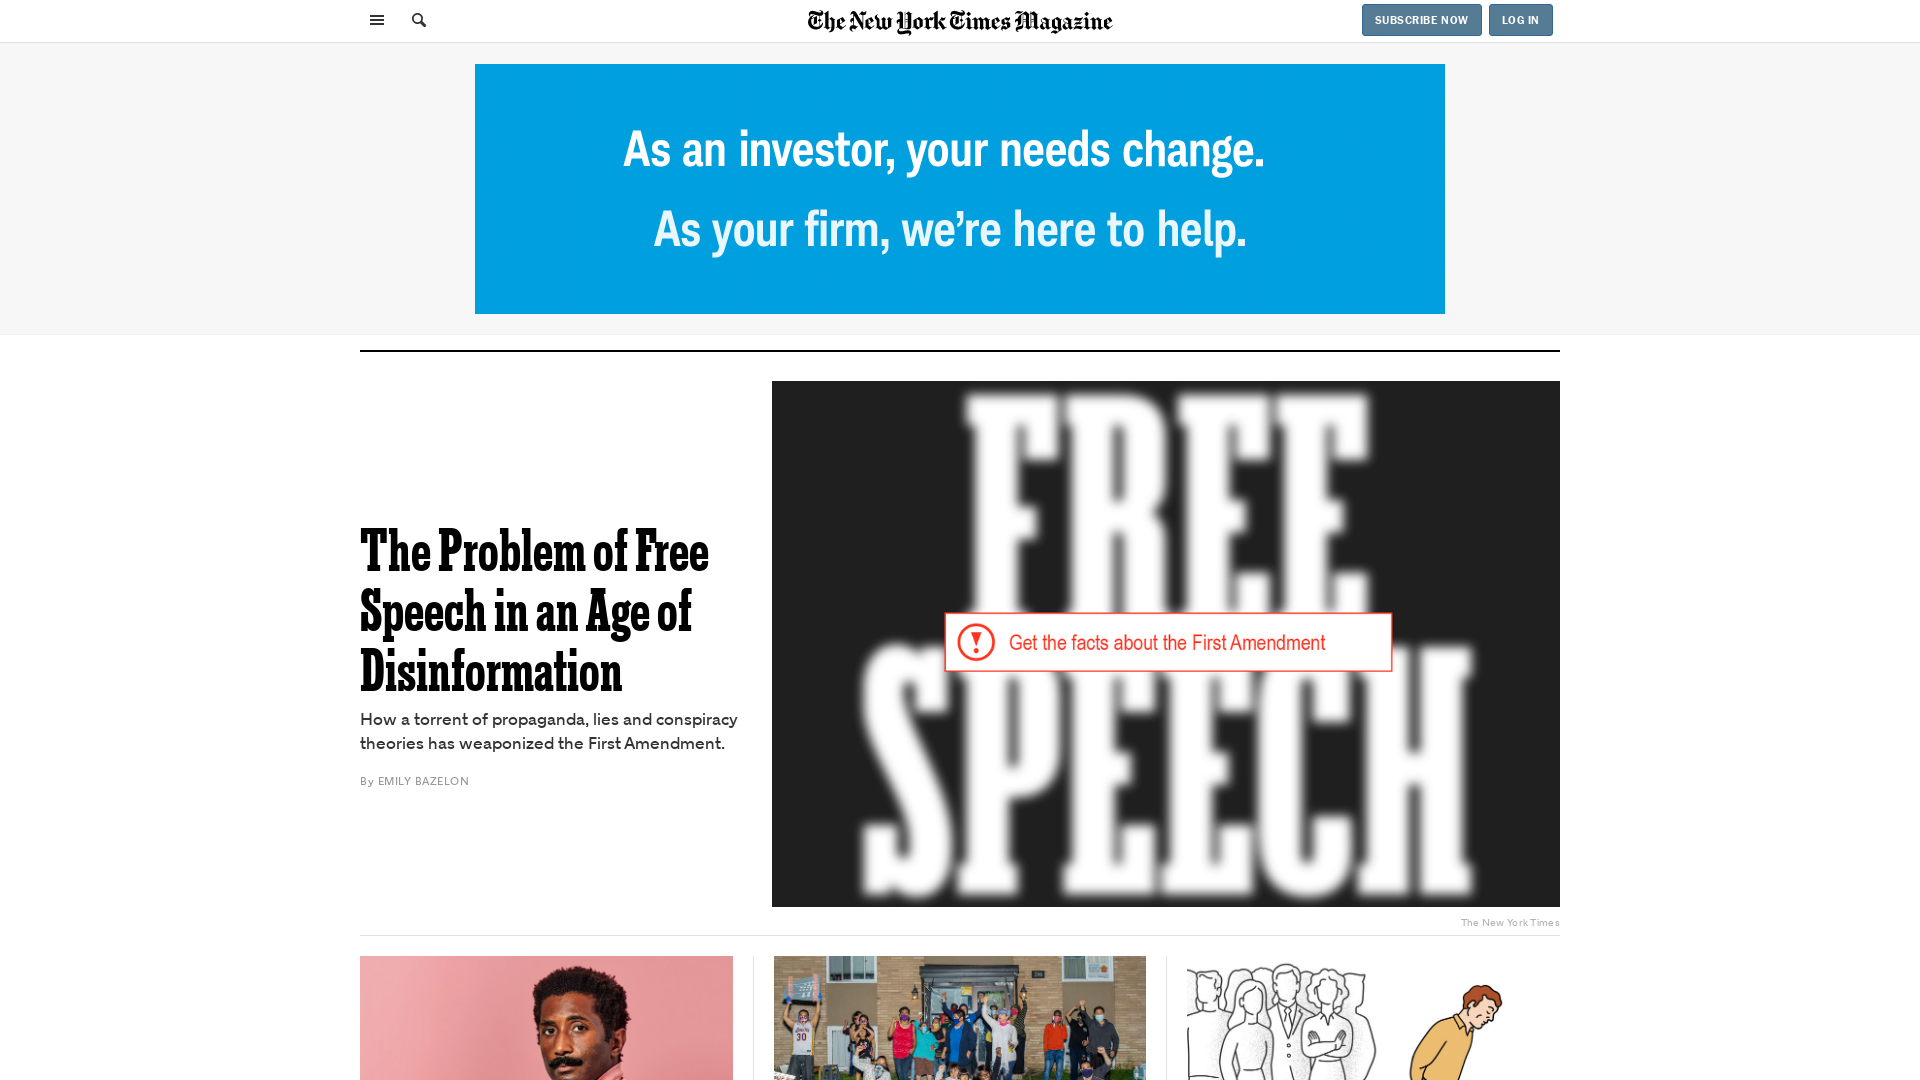 The New York Times Magazine
SUBSCRIBE NOW
LOG IN
As an investor, your needs change.
As your firm, we're here to help.
The Problem of Free
Speech in an Age of
Disinformation
How a torrent of propaganda, lies and conspiracy
theories has weaponized the First Amendment.
By EMILY BAZELON
FREE
Get the facts about the First Amendment
SPEECH
The New York Times
30